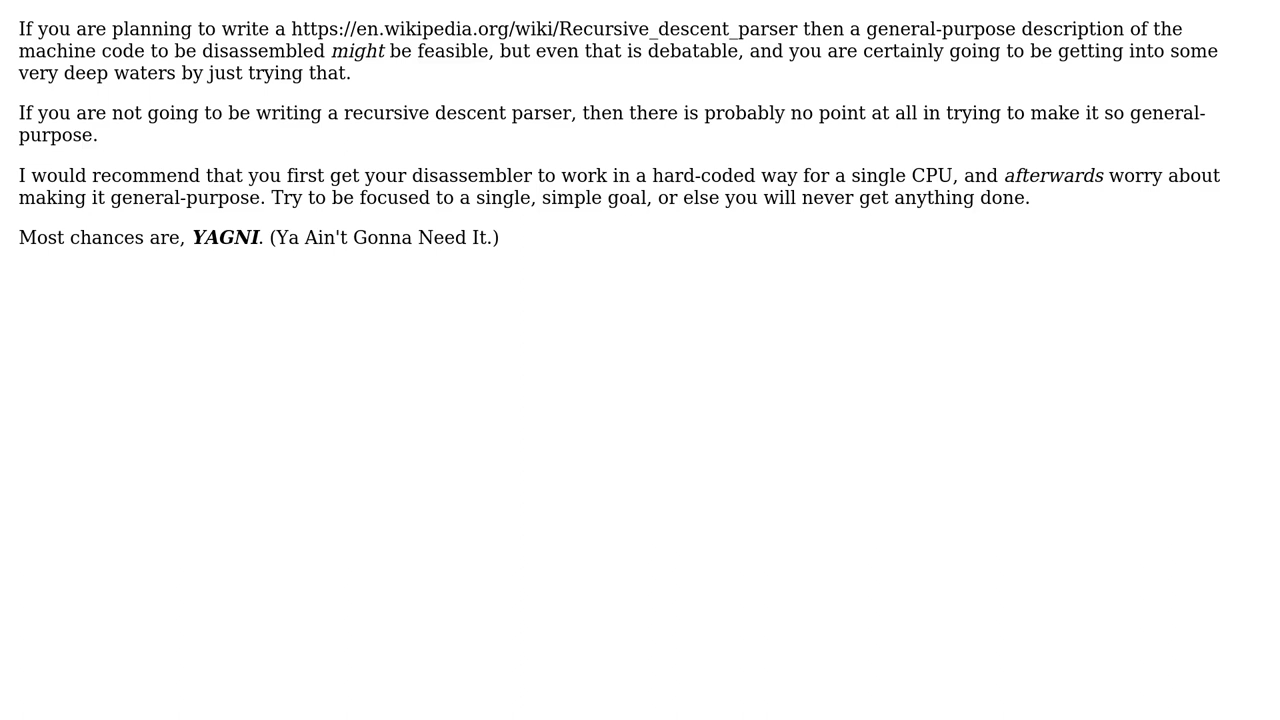 If you are planning to write a https://en.wikipedia.org/wiki/Recursive_descent_parser then a general-purpose description of the
machine code to be disassembled might be feasible, but even that is debatable, and you are certainly going to be getting into some
very deep waters by just trying that.
If you are not going to be writing a recursive descent parser, then there is probably no point at all in trying to make it so general-
purpose.
I would recommend that you first get your disassembler to work in a hard-coded way for a single CPU, and afterwards worry about
making it general-purpose. Try to be focused to a single, simple goal, or else you will never get anything done.
Most chances are, YAGNI. (Ya Ain't Gonna Need It.)